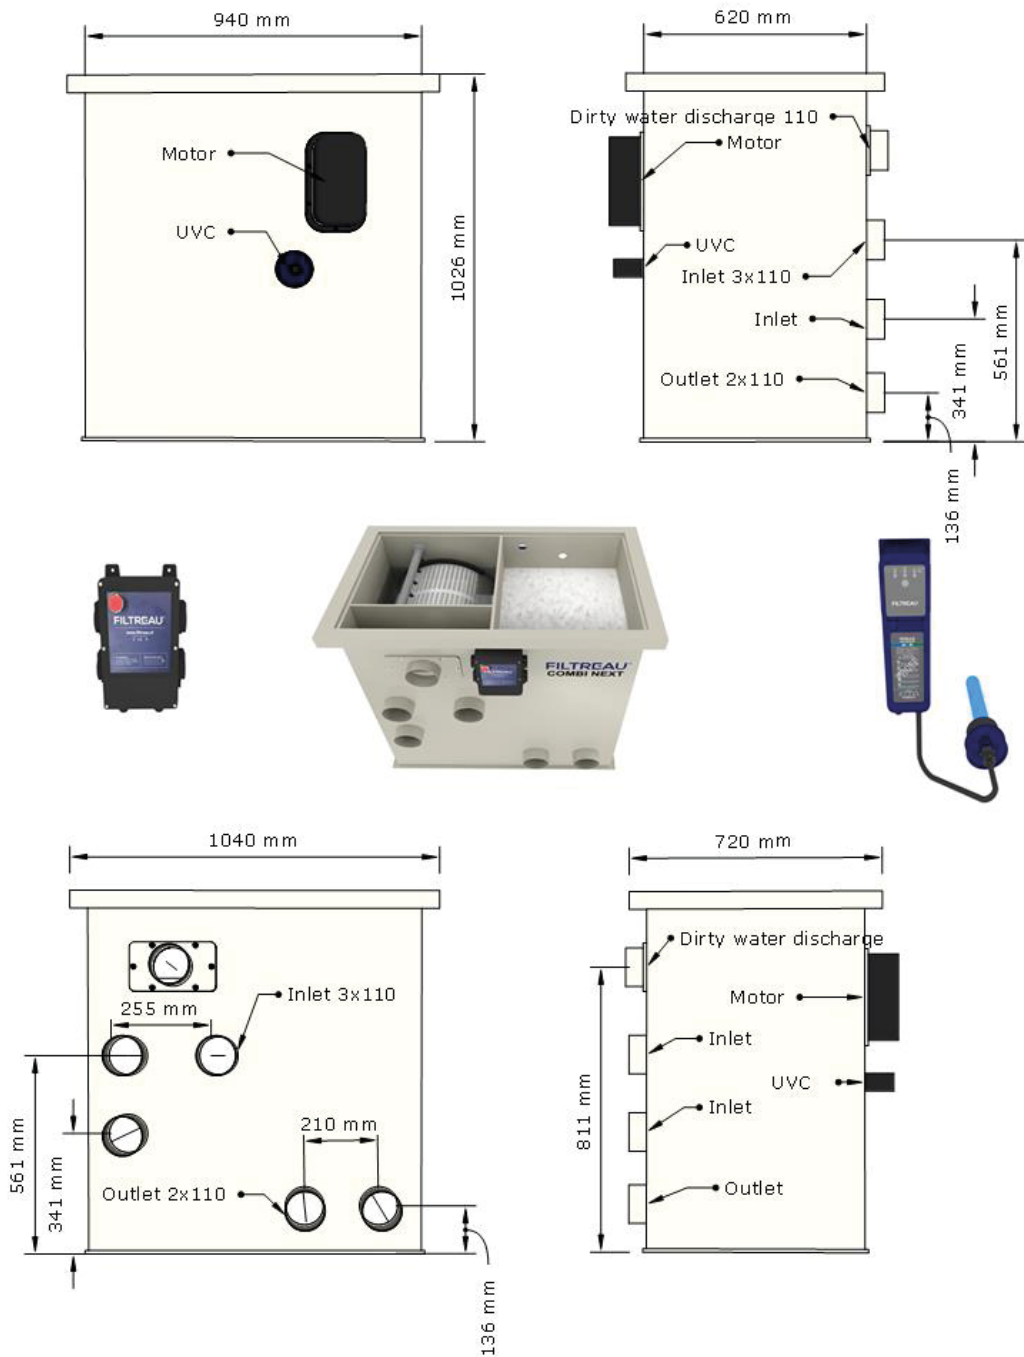 940 mm
620 mm
Motor
UVC
1026 mm
Dirty water discharge 110
Motor
UVC
Inlet 3x110
Inlet
Outlet 2x110
561 mm
341 mm
136 mm
FILTREAU
FILTREAU
COMBI NEXT
FILTREAU
1040 mm
720 mm
Inlet 3x110
255 mm
210 mm
Outlet 2x110
561 mm
341 mm
136 mm
Dirty water discharge
Motor
Inlet
UVC
Inlet
Outlet
811 mm